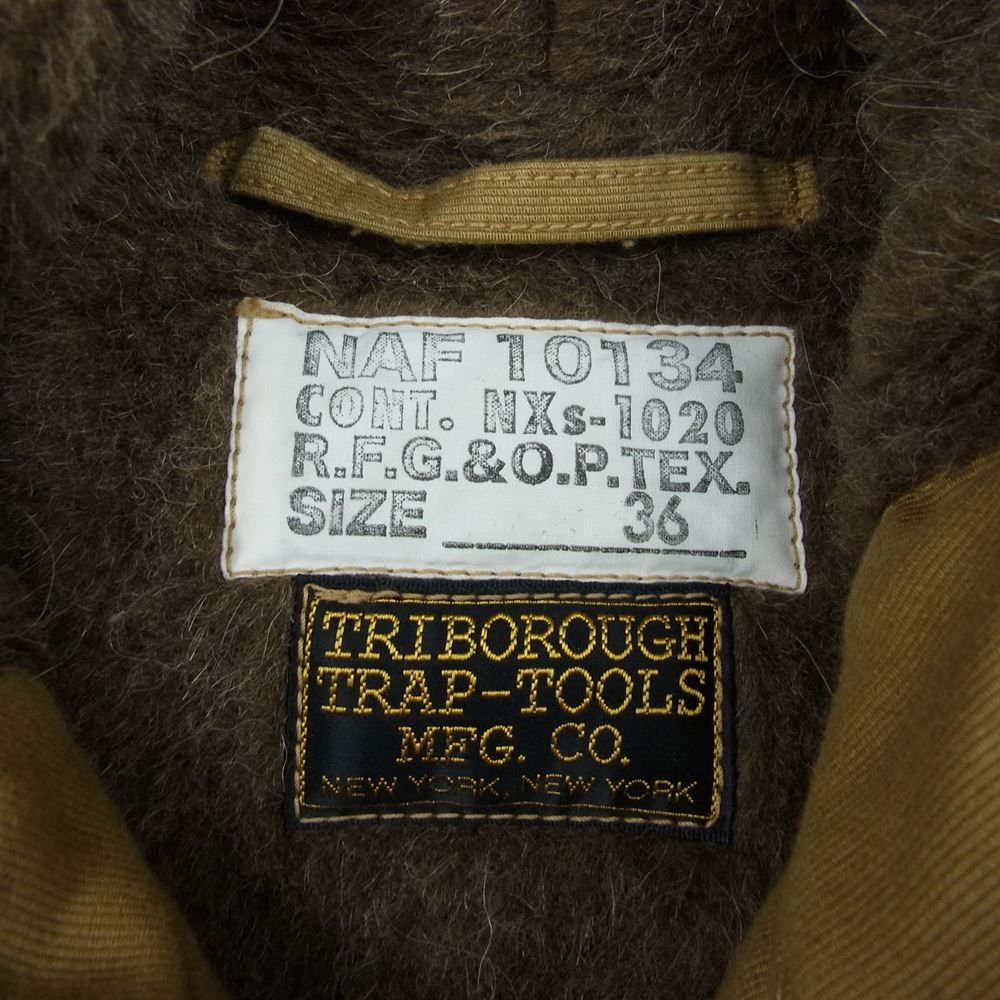 NAF 10134
CONT. NXs-1020
R.F.G.&O.P.TEX.
SIZE 36
TRIBOROUGH
TRAP-TOOLS
MFG. CO.
NEW YORK, NEW YORK